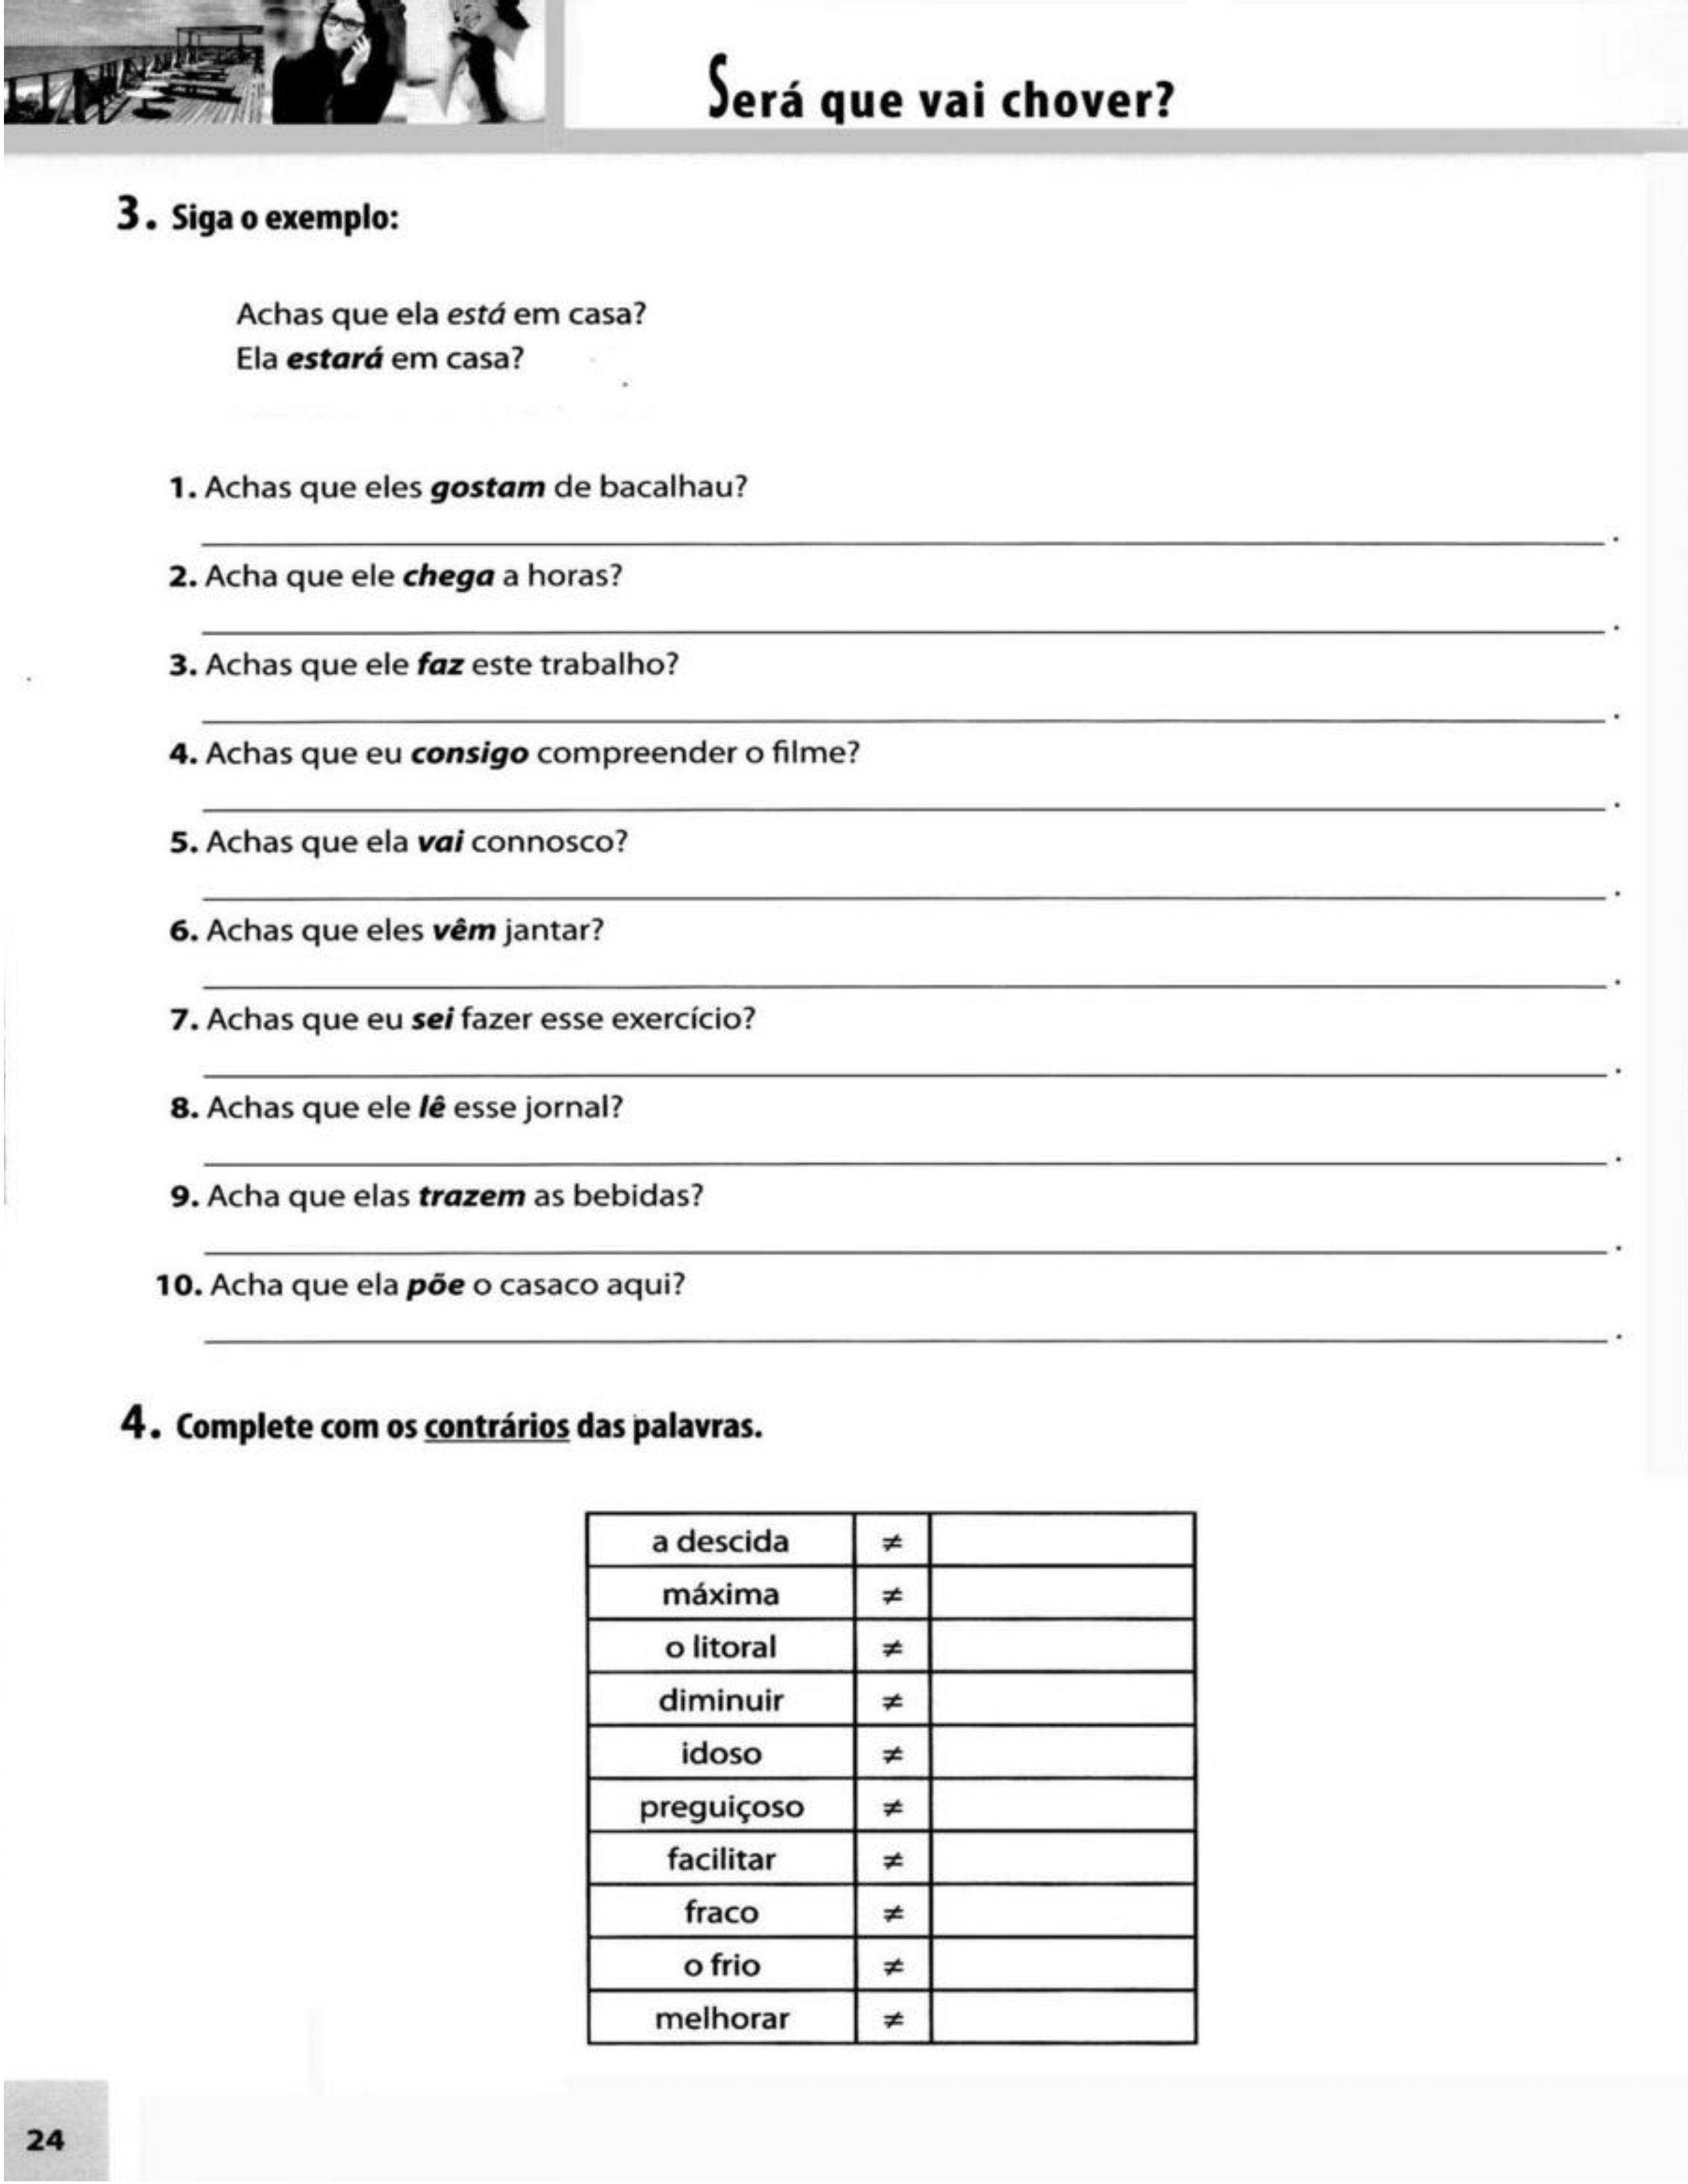 Será que vai chover?
3. Siga o exemplo:
Achas que ela está em casa?
Ela estará em casa?
1. Achas que eles gostam de bacalhau?
.
2. Acha que ele chega a horas?
.
3. Achas que ele faz este trabalho?
.
4. Achas que eu consigo compreender o filme?
.
5. Achas que ela vai connosco?
.
6. Achas que eles vêm jantar?
.
7. Achas que eu sei fazer esse exercício?
.
8. Achas que ele lê esse jornal?
.
9. Acha que elas trazem as bebidas?
.
10. Acha que ela põe o casaco aqui?
.
4. Complete com os contrários das palavras.
a descida ≠
máxima ≠
o litoral ≠
diminuir ≠
idoso ≠
preguiçoso ≠
facilitar ≠
fraco ≠
o frio ≠
melhorar ≠
24